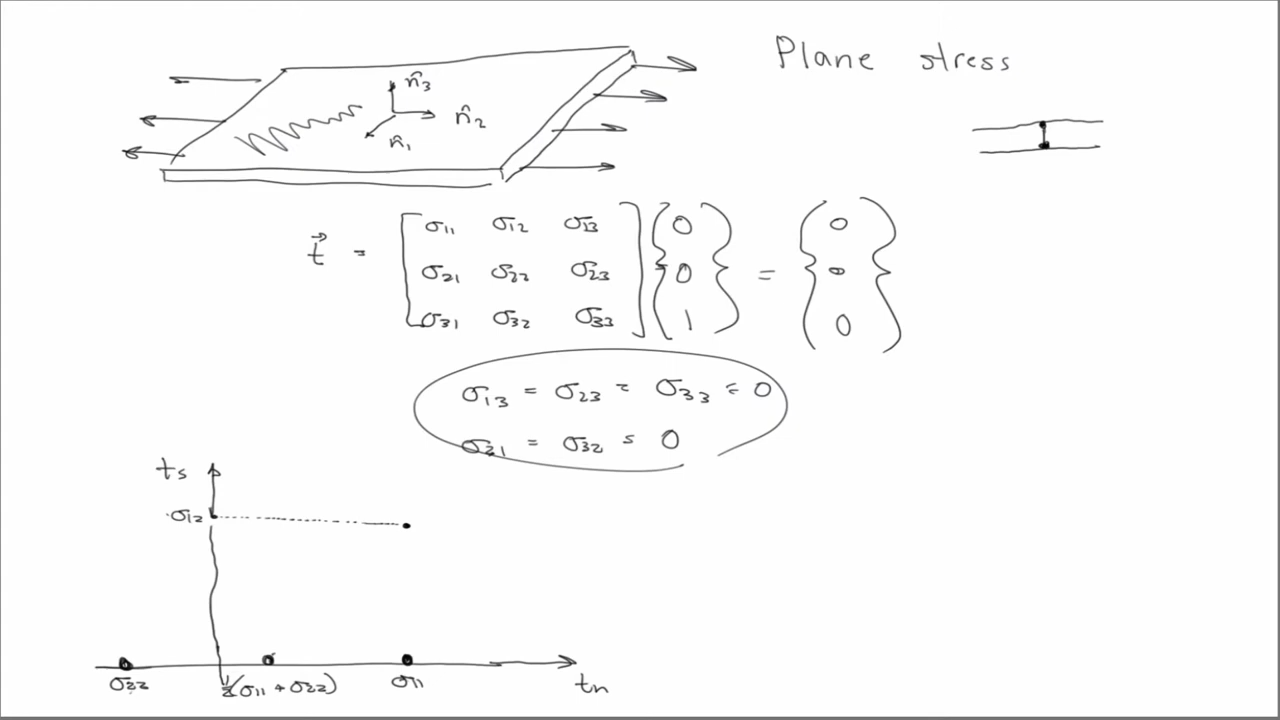 Plane stress
n̂3
n̂2
n̂1
t⃗ = [σ11 σ12 σ13] {0} = {0}
[σ21 σ22 σ23] {0} {0}
[σ31 σ32 σ33] {1} {0}
σ13 = σ23 = σ33 = 0
σ31 = σ32 = 0
ts
σ12
σ22 ½(σ11 + σ22) σ11 tn